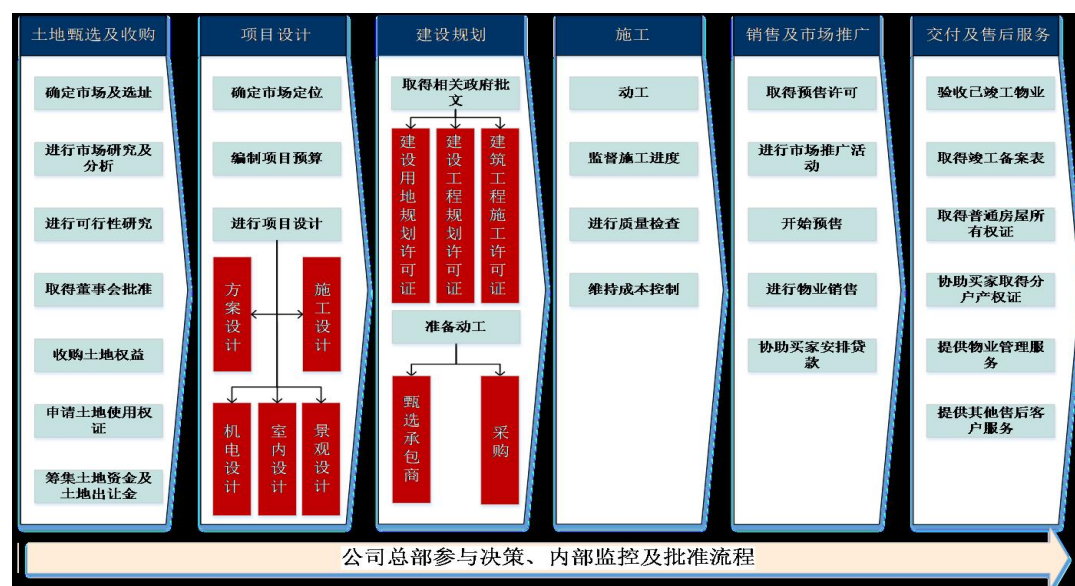 土地甄选及收购
确定市场及选址
进行市场研究及
分析
进行可行性研究
取得董事会批准
收购土地权益
申请土地使用权
证
筹集土地资金及
土地出让金
项目设计
确定市场定位
编制项目预算
进行项目设计
方案设计
施工设计
机电设计
室内设计
景观设计
建设规划
取得相关政府批
文
建设用地规划许可证
建设工程规划许可证
建筑工程施工许可证
准备动工
甄选承包商
采购
施工
动工
监督施工进度
进行质量检查
维持成本控制
销售及市场推广
取得预售许可
进行市场推广活
动
开始预售
进行物业销售
协助买家安排贷
款
交付及售后服务
验收已竣工物业
取得竣工备案表
取得普通房屋所
有权证
协助买家取得分
户产权证
提供物业管理服
务
提供其他售后客
户服务
公司总部参与决策、内部监控及批准流程